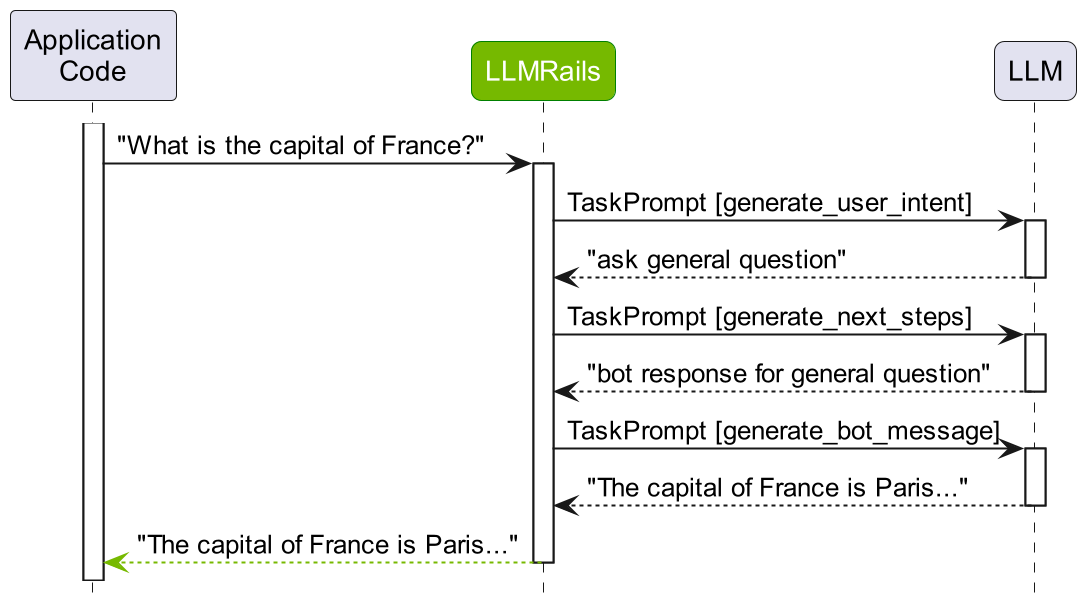 Application
Code
LLMRails
LLM
"What is the capital of France?"
TaskPrompt [generate_user_intent]
"ask general question"
TaskPrompt [generate_next_steps]
"bot response for general question"
TaskPrompt [generate_bot_message]
"The capital of France is Paris..."
"The capital of France is Paris..."